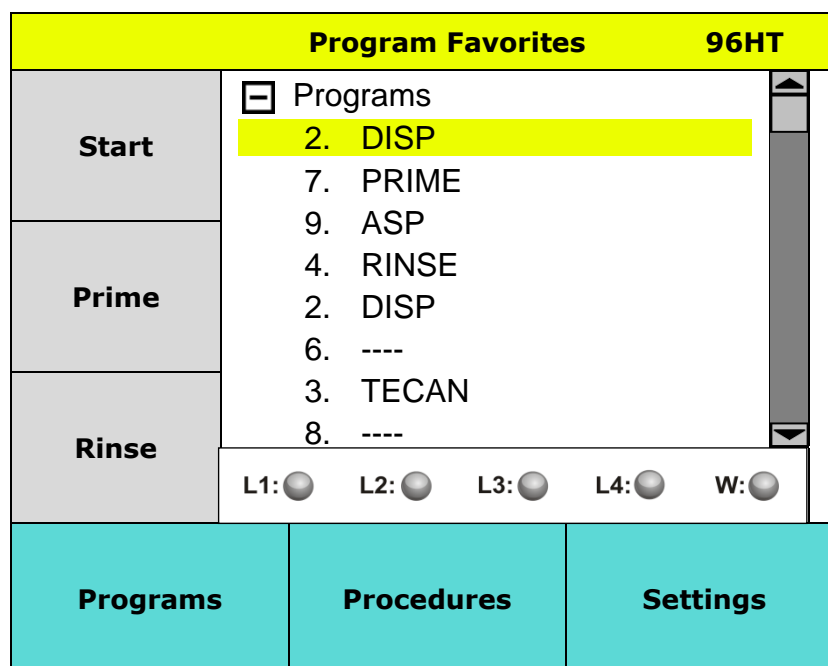 Program Favorites 96HT
Start
Prime
Rinse
Programs
2. DISP
7. PRIME
9. ASP
4. RINSE
2. DISP
6. ----
3. TECAN
8. ----
L1: L2: L3: L4: W:
Programs Procedures Settings